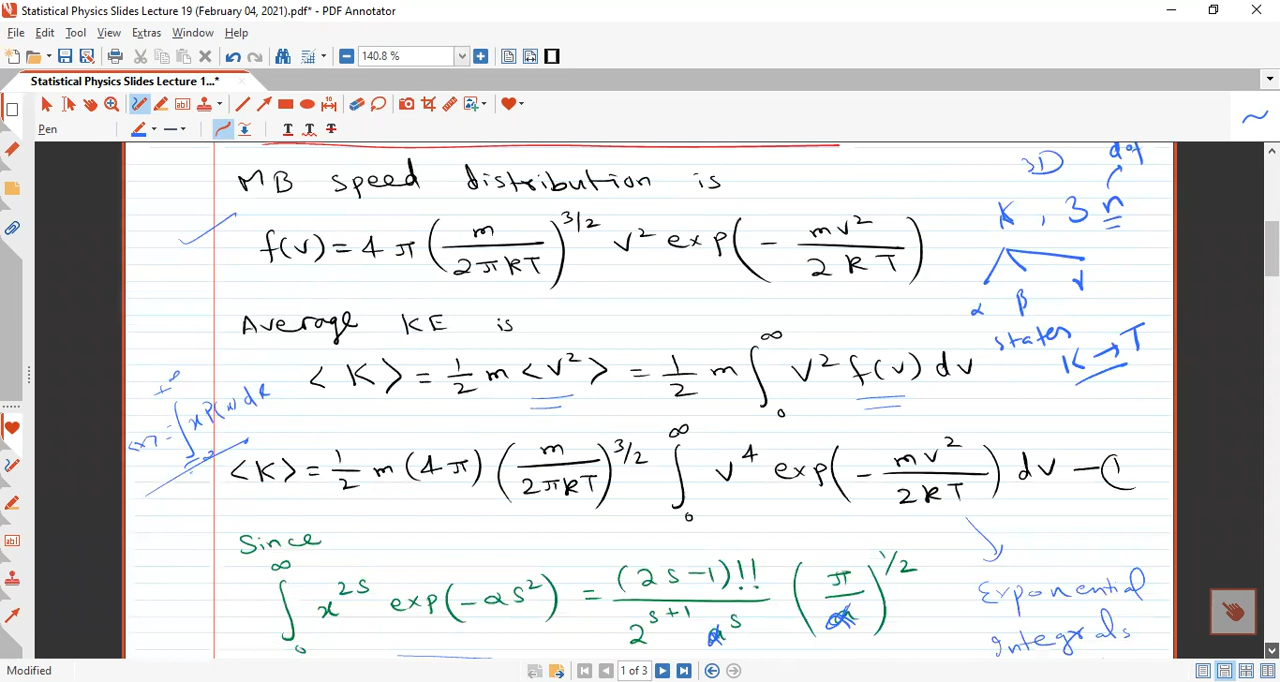 Statistical Physics Slides Lecture 19 (February 04, 2021).pdf* - PDF Annotator
File Edit Tool View Extras Window Help
140.8 %
Statistical Physics Slides Lecture 1...*
Pen
MB speed distribution is
f(v) = 4π (m / 2πkT)^3/2 v² exp(- mv² / 2kT)
3D
dof
K, 3 n
α β γ
states
K → T
Average KE is
<K> = 1/2 m <v²> = 1/2 m ∫₀^∞ v² f(v) dv
<x> = ∫_{-∞}^{+∞} x P(x) dx
<K> = 1/2 m (4π) (m / 2πkT)^3/2 ∫₀^∞ v⁴ exp(- mv² / 2kT) dv — (1
Since
∫₀^∞ x^2s exp(-αs²) = (2s-1)!! / 2^s+1 α^s (π / α)^1/2
Exponential
Integrals
Modified
1 of 3